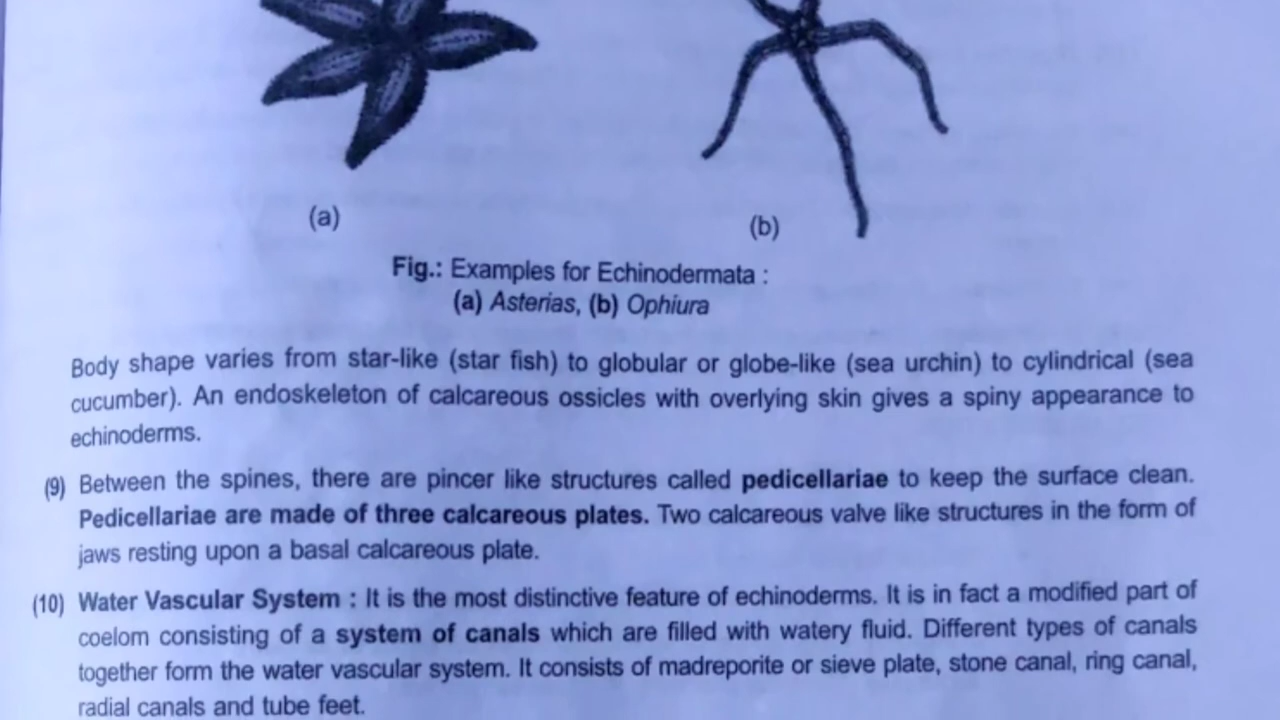 (a)
(b)
Fig.: Examples for Echinodermata :
(a) Asterias, (b) Ophiura
Body shape varies from star-like (star fish) to globular or globe-like (sea urchin) to cylindrical (sea
cucumber). An endoskeleton of calcareous ossicles with overlying skin gives a spiny appearance to
echinoderms.
(9) Between the spines, there are pincer like structures called pedicellariae to keep the surface clean.
Pedicellariae are made of three calcareous plates. Two calcareous valve like structures in the form of
jaws resting upon a basal calcareous plate.
(10) Water Vascular System : It is the most distinctive feature of echinoderms. It is in fact a modified part of
coelom consisting of a system of canals which are filled with watery fluid. Different types of canals
together form the water vascular system. It consists of madreporite or sieve plate, stone canal, ring canal,
radial canals and tube feet.